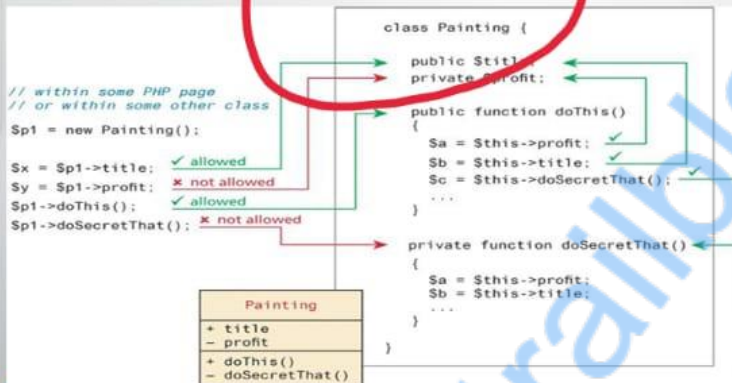 class Painting {
public $title;
private $profit;
// within some PHP page
// or within some other class
public function doThis()
$p1 = new Painting();
{
$a = $this->profit;
$b = $this->title;
$x = $p1->title; ✓ allowed
$c = $this->doSecretThat();
$y = $p1->profit; × not allowed
...
$p1->doThis(); ✓ allowed
}
$p1->doSecretThat(); × not allowed
private function doSecretThat()
{
$a = $this->profit;
$b = $this->title;
...
}
}
Painting
+ title
- profit
+ doThis()
- doSecretThat()